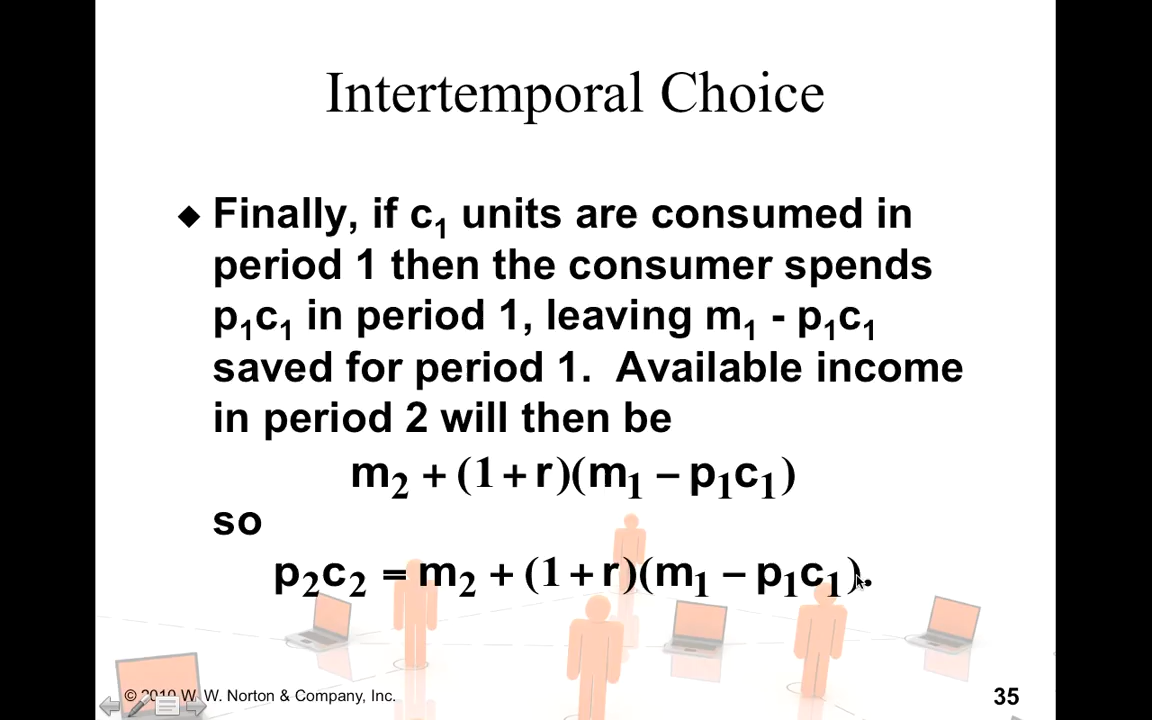 Intertemporal Choice
◆ Finally, if c₁ units are consumed in
period 1 then the consumer spends
p₁c₁ in period 1, leaving m₁ - p₁c₁
saved for period 1.  Available income
in period 2 will then be
m₂ + (1 + r)(m₁ − p₁c₁)
so
p₂c₂ = m₂ + (1 + r)(m₁ − p₁c₁).
© 2010 W. W. Norton & Company, Inc.
35